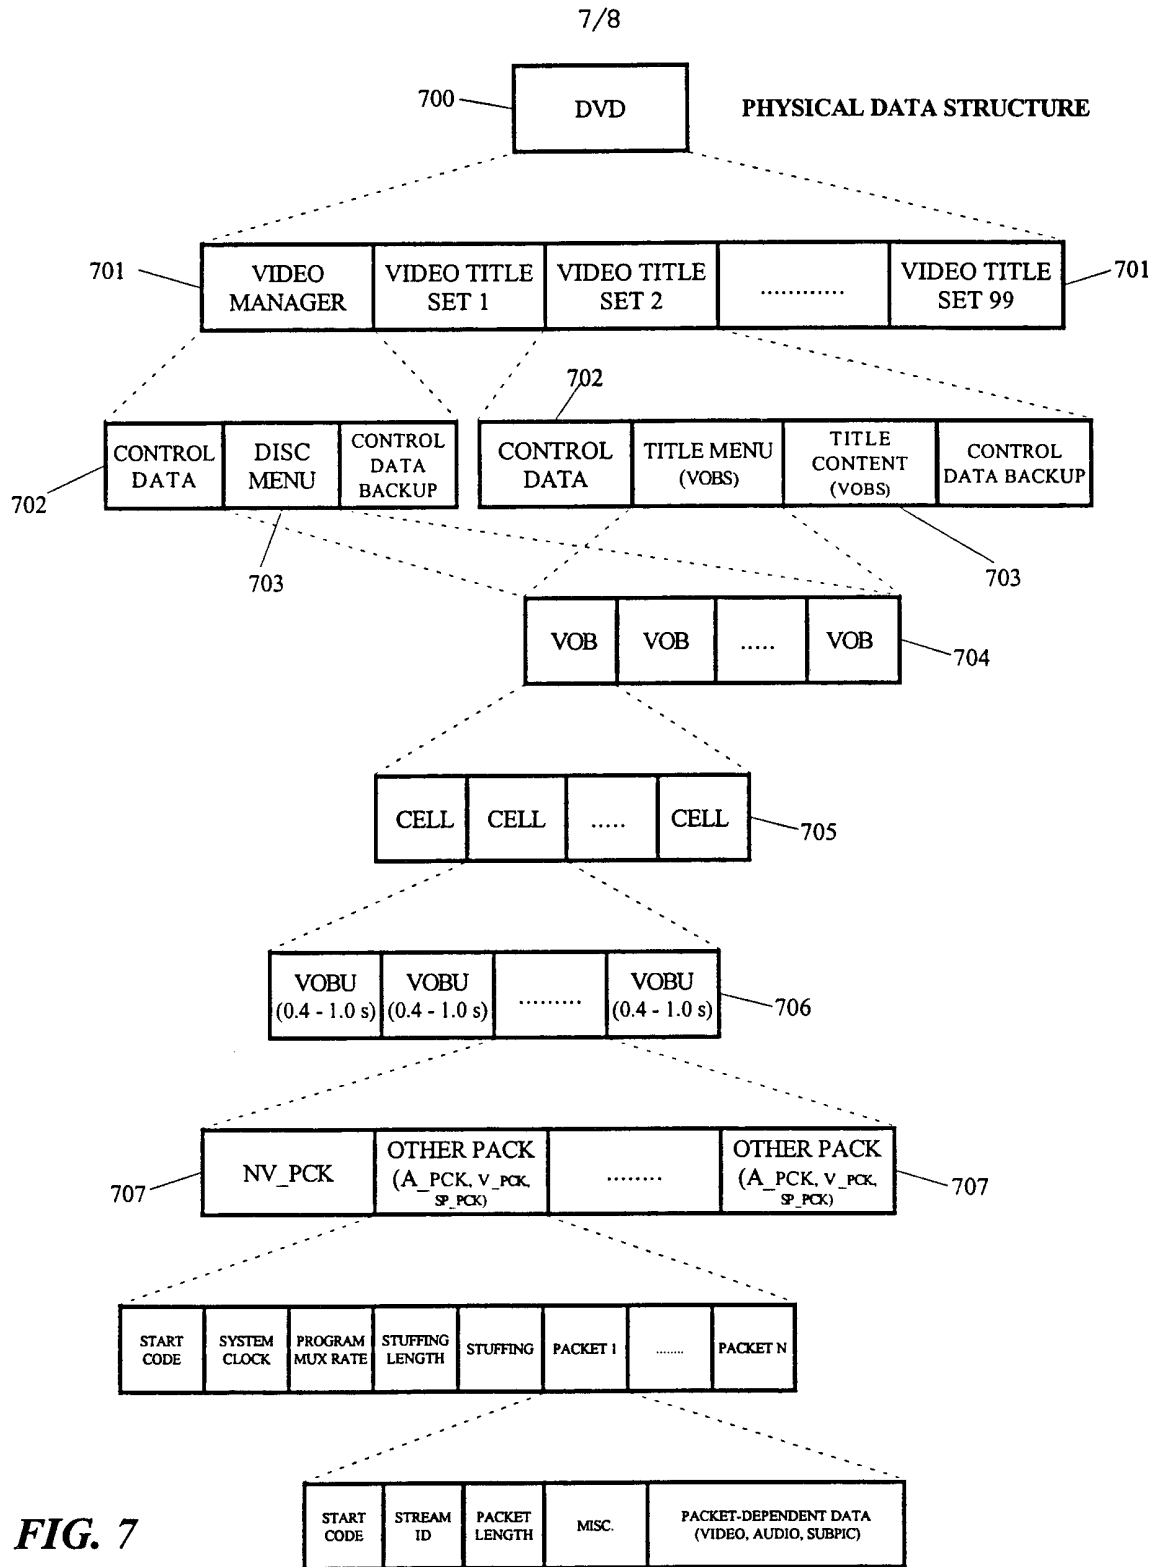 7/8
700
DVD
PHYSICAL DATA STRUCTURE
701
VIDEO
MANAGER
VIDEO TITLE
SET 1
VIDEO TITLE
SET 2
............
VIDEO TITLE
SET 99
701
702
702
CONTROL
DATA
DISC
MENU
CONTROL
DATA
BACKUP
CONTROL
DATA
TITLE MENU
(VOBS)
TITLE
CONTENT
(VOBS)
CONTROL
DATA BACKUP
703
703
VOB
VOB
.....
VOB
704
CELL
CELL
.....
CELL
705
VOBU
(0.4 - 1.0 s)
VOBU
(0.4 - 1.0 s)
.........
VOBU
(0.4 - 1.0 s)
706
707
NV_PCK
OTHER PACK
(A_PCK, V_PCK,
SP_PCK)
........
OTHER PACK
(A_PCK, V_PCK,
SP_PCK)
707
START
CODE
SYSTEM
CLOCK
PROGRAM
MUX RATE
STUFFING
LENGTH
STUFFING
PACKET 1
........
PACKET N
START
CODE
STREAM
ID
PACKET
LENGTH
MISC.
PACKET-DEPENDENT DATA
(VIDEO, AUDIO, SUBPIC)
FIG. 7